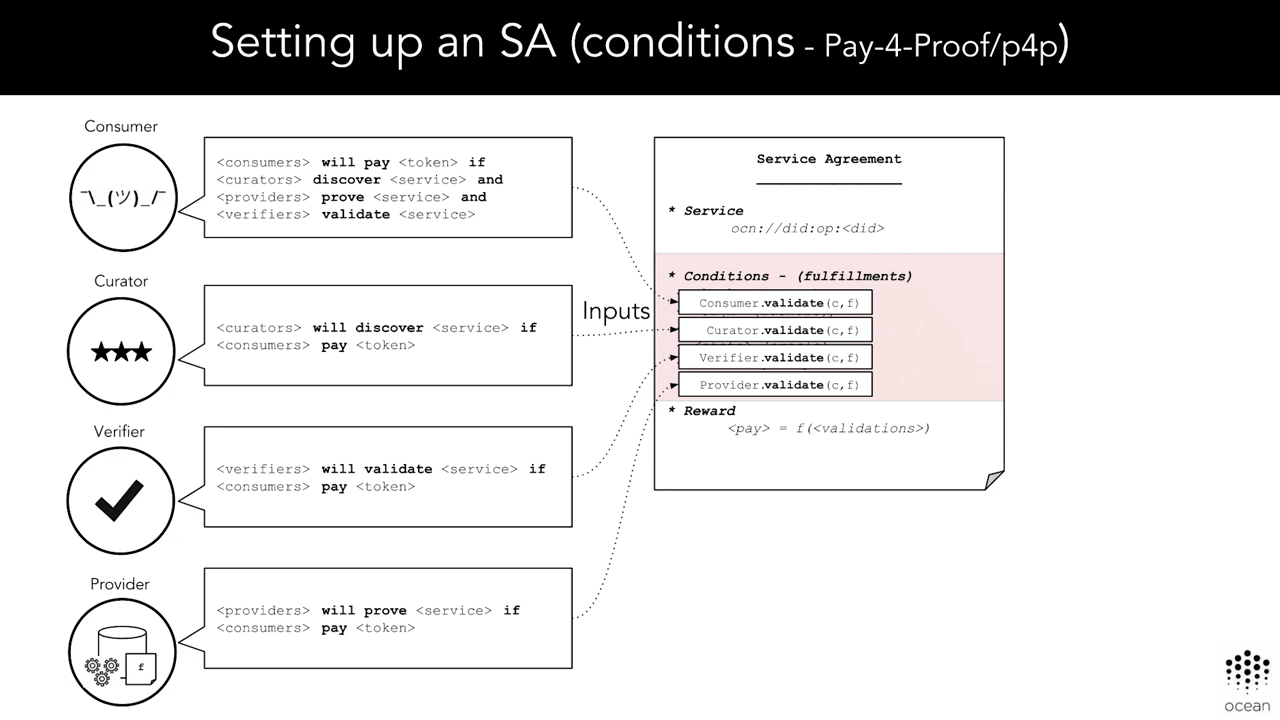 Setting up an SA (conditions - Pay-4-Proof/p4p)
Consumer
¯\_(ツ)_/¯
<consumers> will pay <token> if
<curators> discover <service> and
<providers> prove <service> and
<verifiers> validate <service>
Curator
<curators> will discover <service> if
<consumers> pay <token>
Verifier
<verifiers> will validate <service> if
<consumers> pay <token>
Provider
f
<providers> will prove <service> if
<consumers> pay <token>
Inputs
Service Agreement
* Service
ocn://did:op:<did>
* Conditions - (fulfillments)
Consumer.validate(c,f)
Curator.validate(c,f)
Verifier.validate(c,f)
Provider.validate(c,f)
* Reward
<pay> = f(<validations>)
ocean